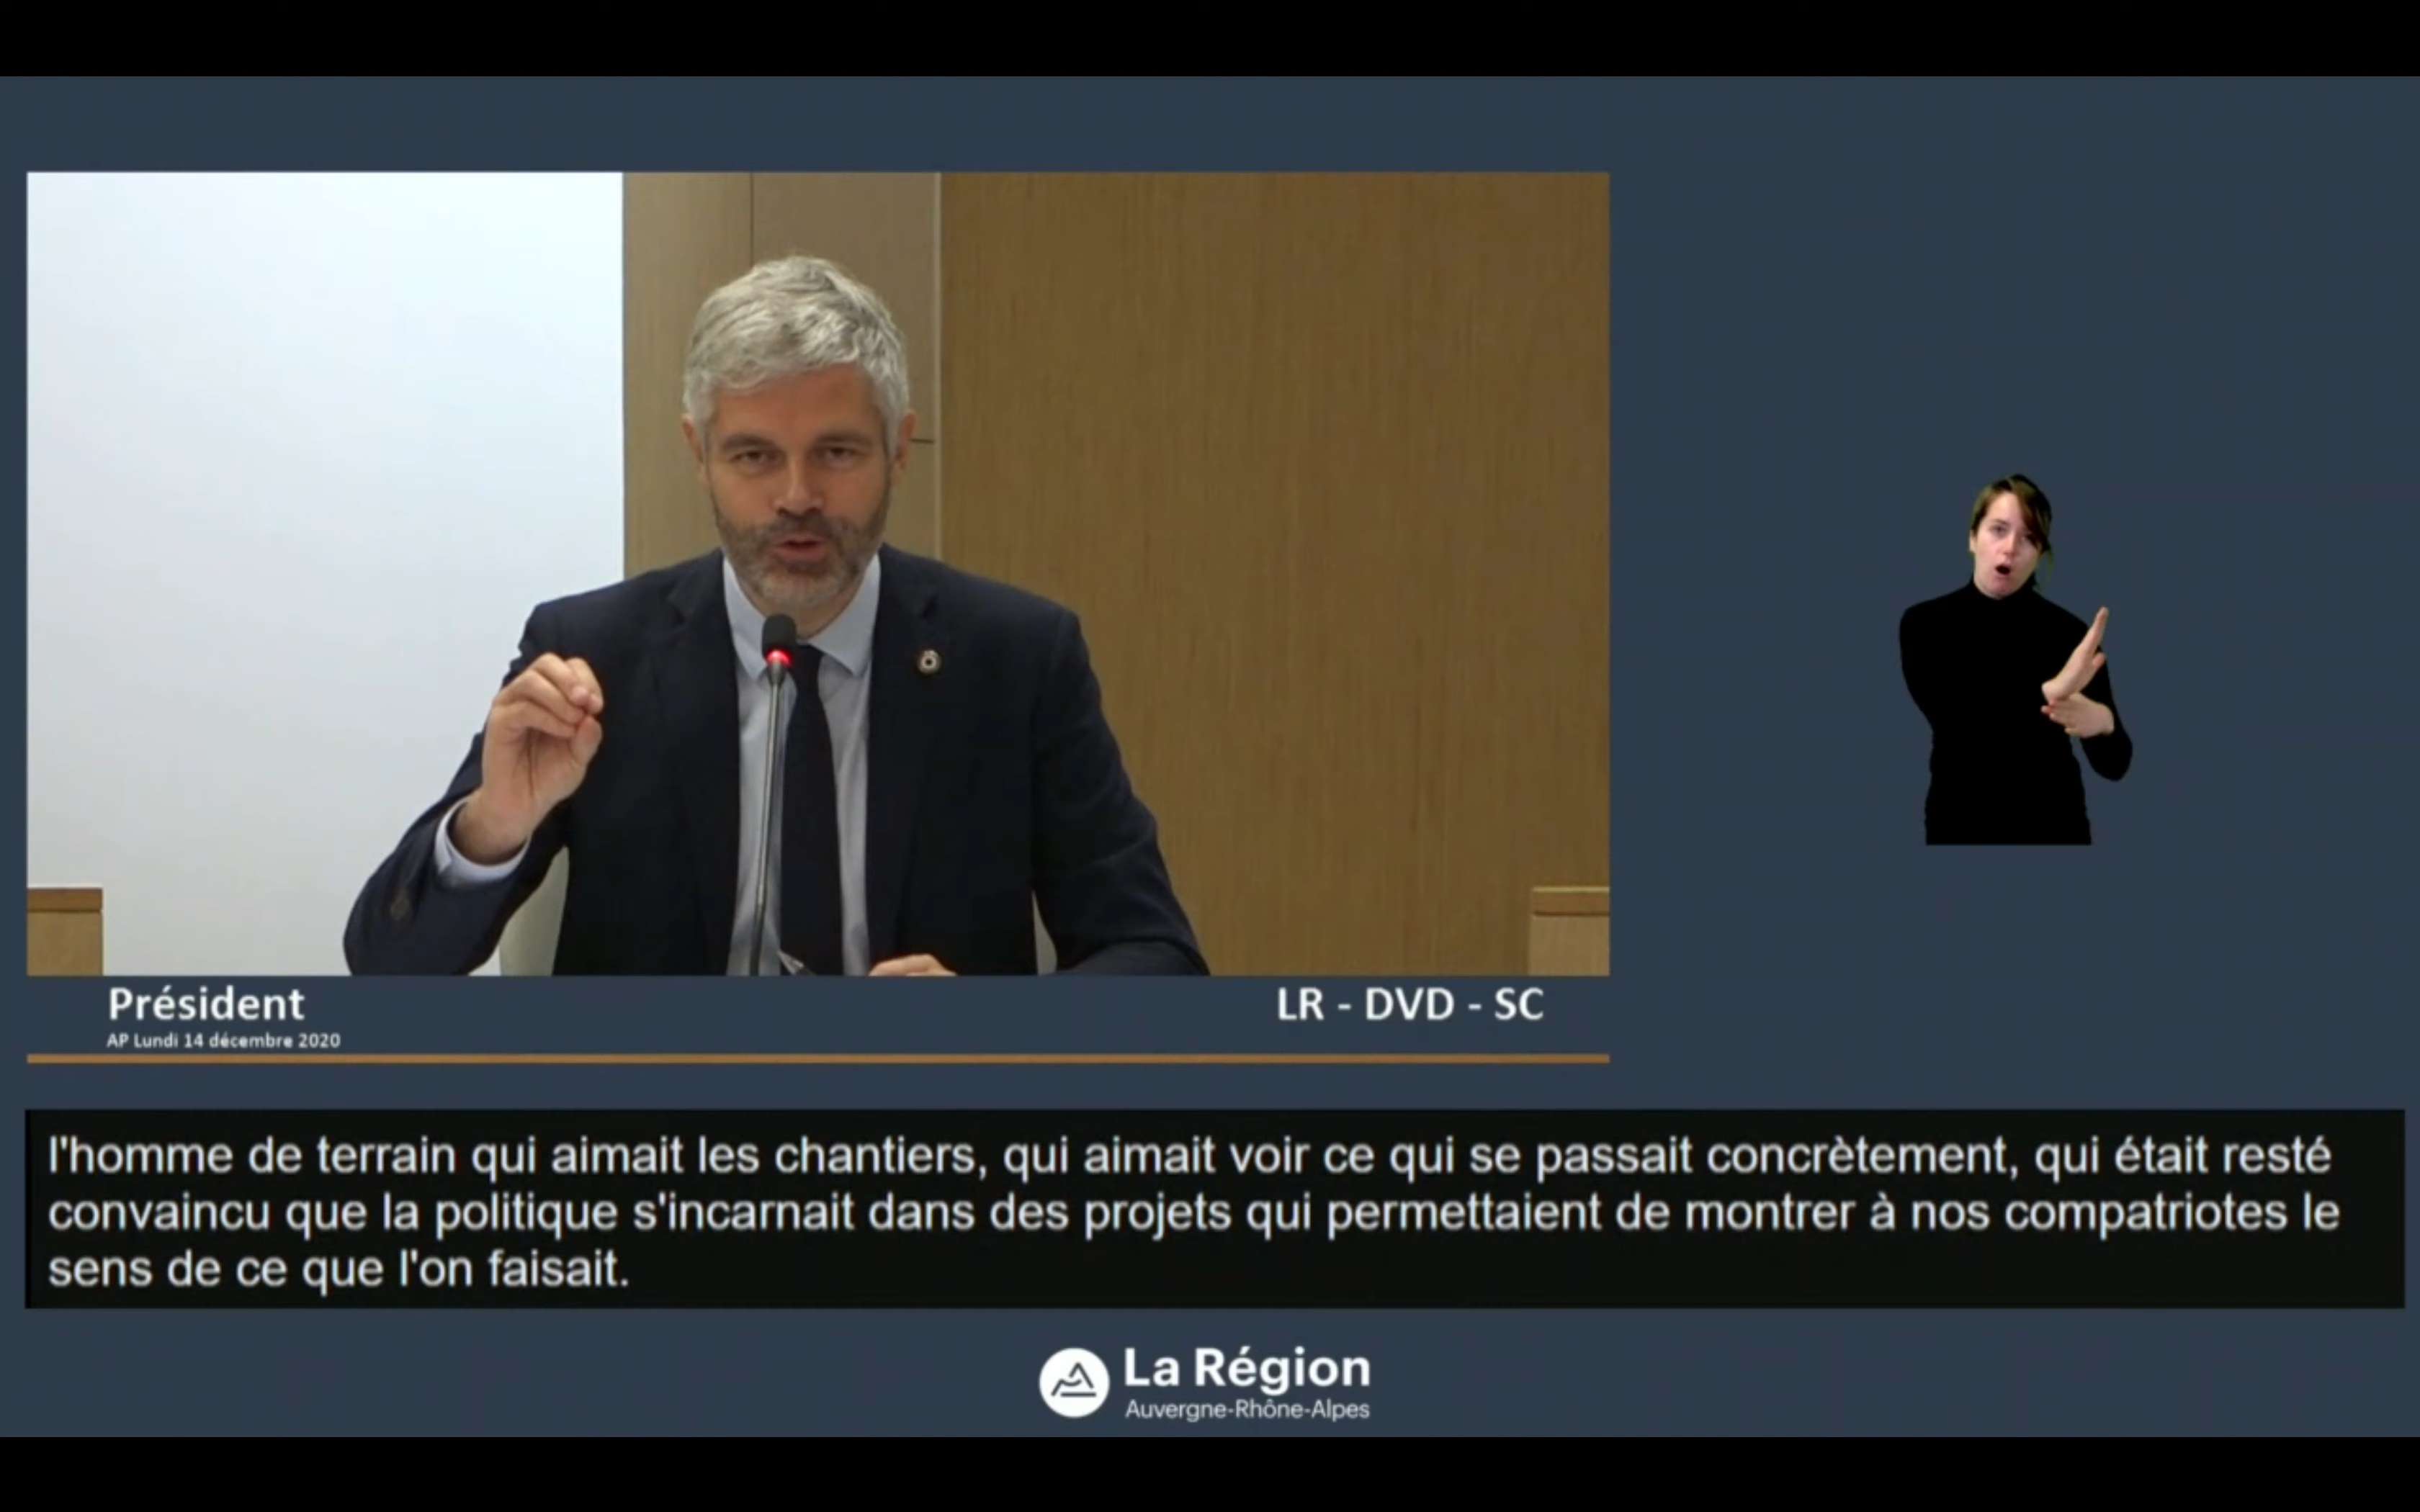 Président
LR - DVD - SC
AP Lundi 14 décembre 2020
l'homme de terrain qui aimait les chantiers, qui aimait voir ce qui se passait concrètement, qui était resté
convaincu que la politique s'incarnait dans des projets qui permettaient de montrer à nos compatriotes le
sens de ce que l'on faisait.
La Région
Auvergne-Rhône-Alpes